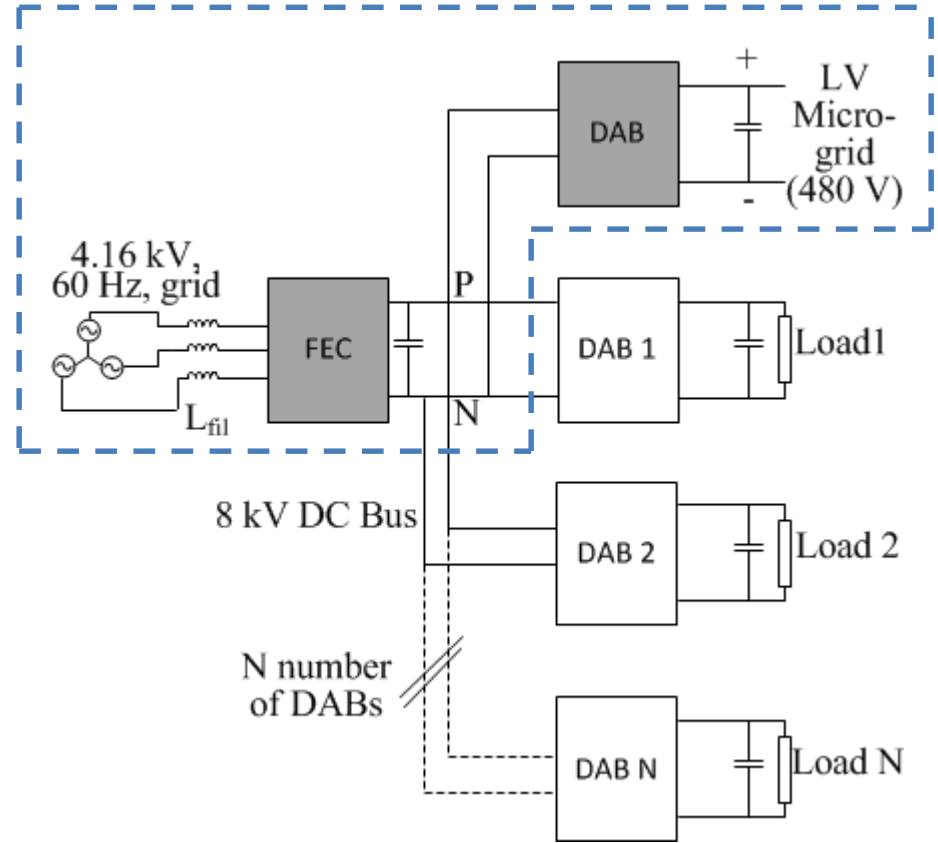 +
LV
Micro-
grid
(480 V)
-
DAB
4.16 kV,
60 Hz, grid
L_fil
FEC
P
N
DAB 1
Load1
8 kV DC Bus
DAB 2
Load 2
N number
of DABs
DAB N
Load N